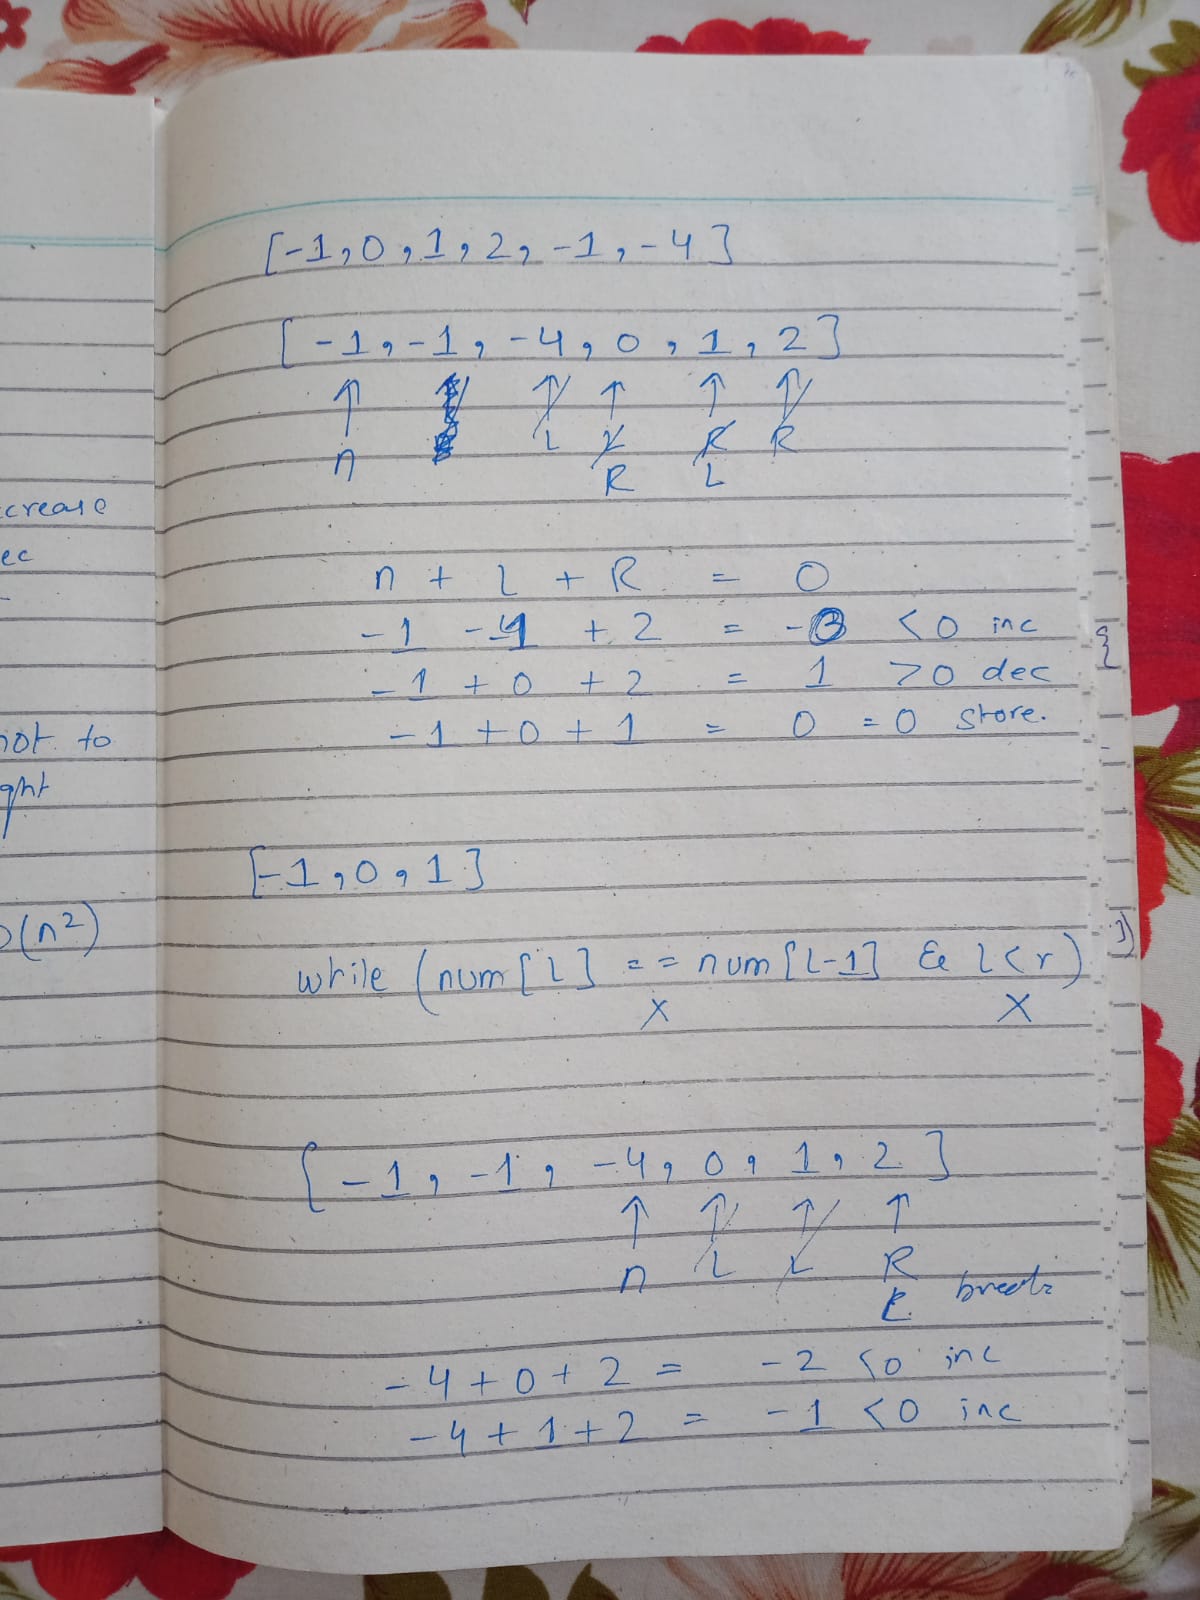 crease
ec
not to
ght
O(n²)
[-1,0,1,2,-1,-4]
[-1,-1,-4,0,1,2]
↑ ↑ ↑ ↑ ↑
n L L R R
R L
n + L + R = 0
-1 -4 + 2 = -3 <0 inc
-1 + 0 + 2 = 1 >0 dec
-1 + 0 + 1 = 0 =0 store.
[-1,0,1]
while (num[L] == num[L-1] & L<r)
x x
[-1,-1,-4,0,1,2]
↑ ↑ ↑ ↑
n L L R
L break
-4+0+2 = -2 <0 inc
-4+1+2 = -1 <0 inc
{